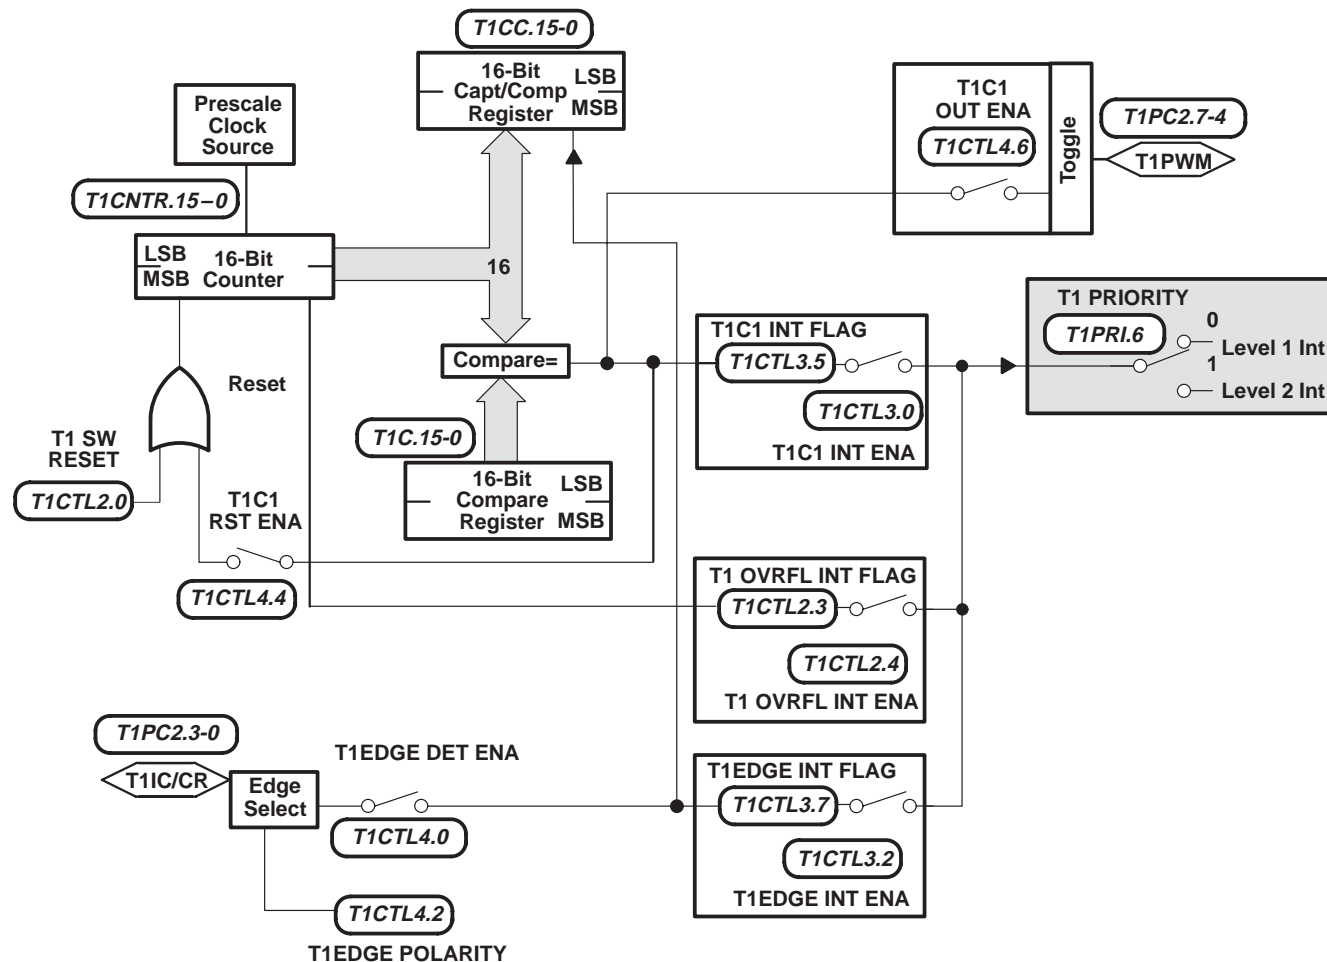 T1CC.15-0
16-Bit
Capt/Comp
Register
LSB
MSB
Prescale
Clock
Source
T1CNTR.15–0
LSB
MSB
16-Bit
Counter
16
T1C1
OUT ENA
T1CTL4.6
Toggle
T1PC2.7-4
T1PWM
T1 PRIORITY
T1PRI.6
0
Level 1 Int
1
Level 2 Int
Compare=
T1C1 INT FLAG
T1CTL3.5
T1CTL3.0
T1C1 INT ENA
Reset
T1 SW
RESET
T1CTL2.0
T1C1
RST ENA
T1CTL4.4
T1C.15-0
16-Bit
Compare
Register
LSB
MSB
T1 OVRFL INT FLAG
T1CTL2.3
T1CTL2.4
T1 OVRFL INT ENA
T1PC2.3-0
T1IC/CR
Edge
Select
T1EDGE DET ENA
T1CTL4.0
T1EDGE INT FLAG
T1CTL3.7
T1CTL3.2
T1EDGE INT ENA
T1CTL4.2
T1EDGE POLARITY